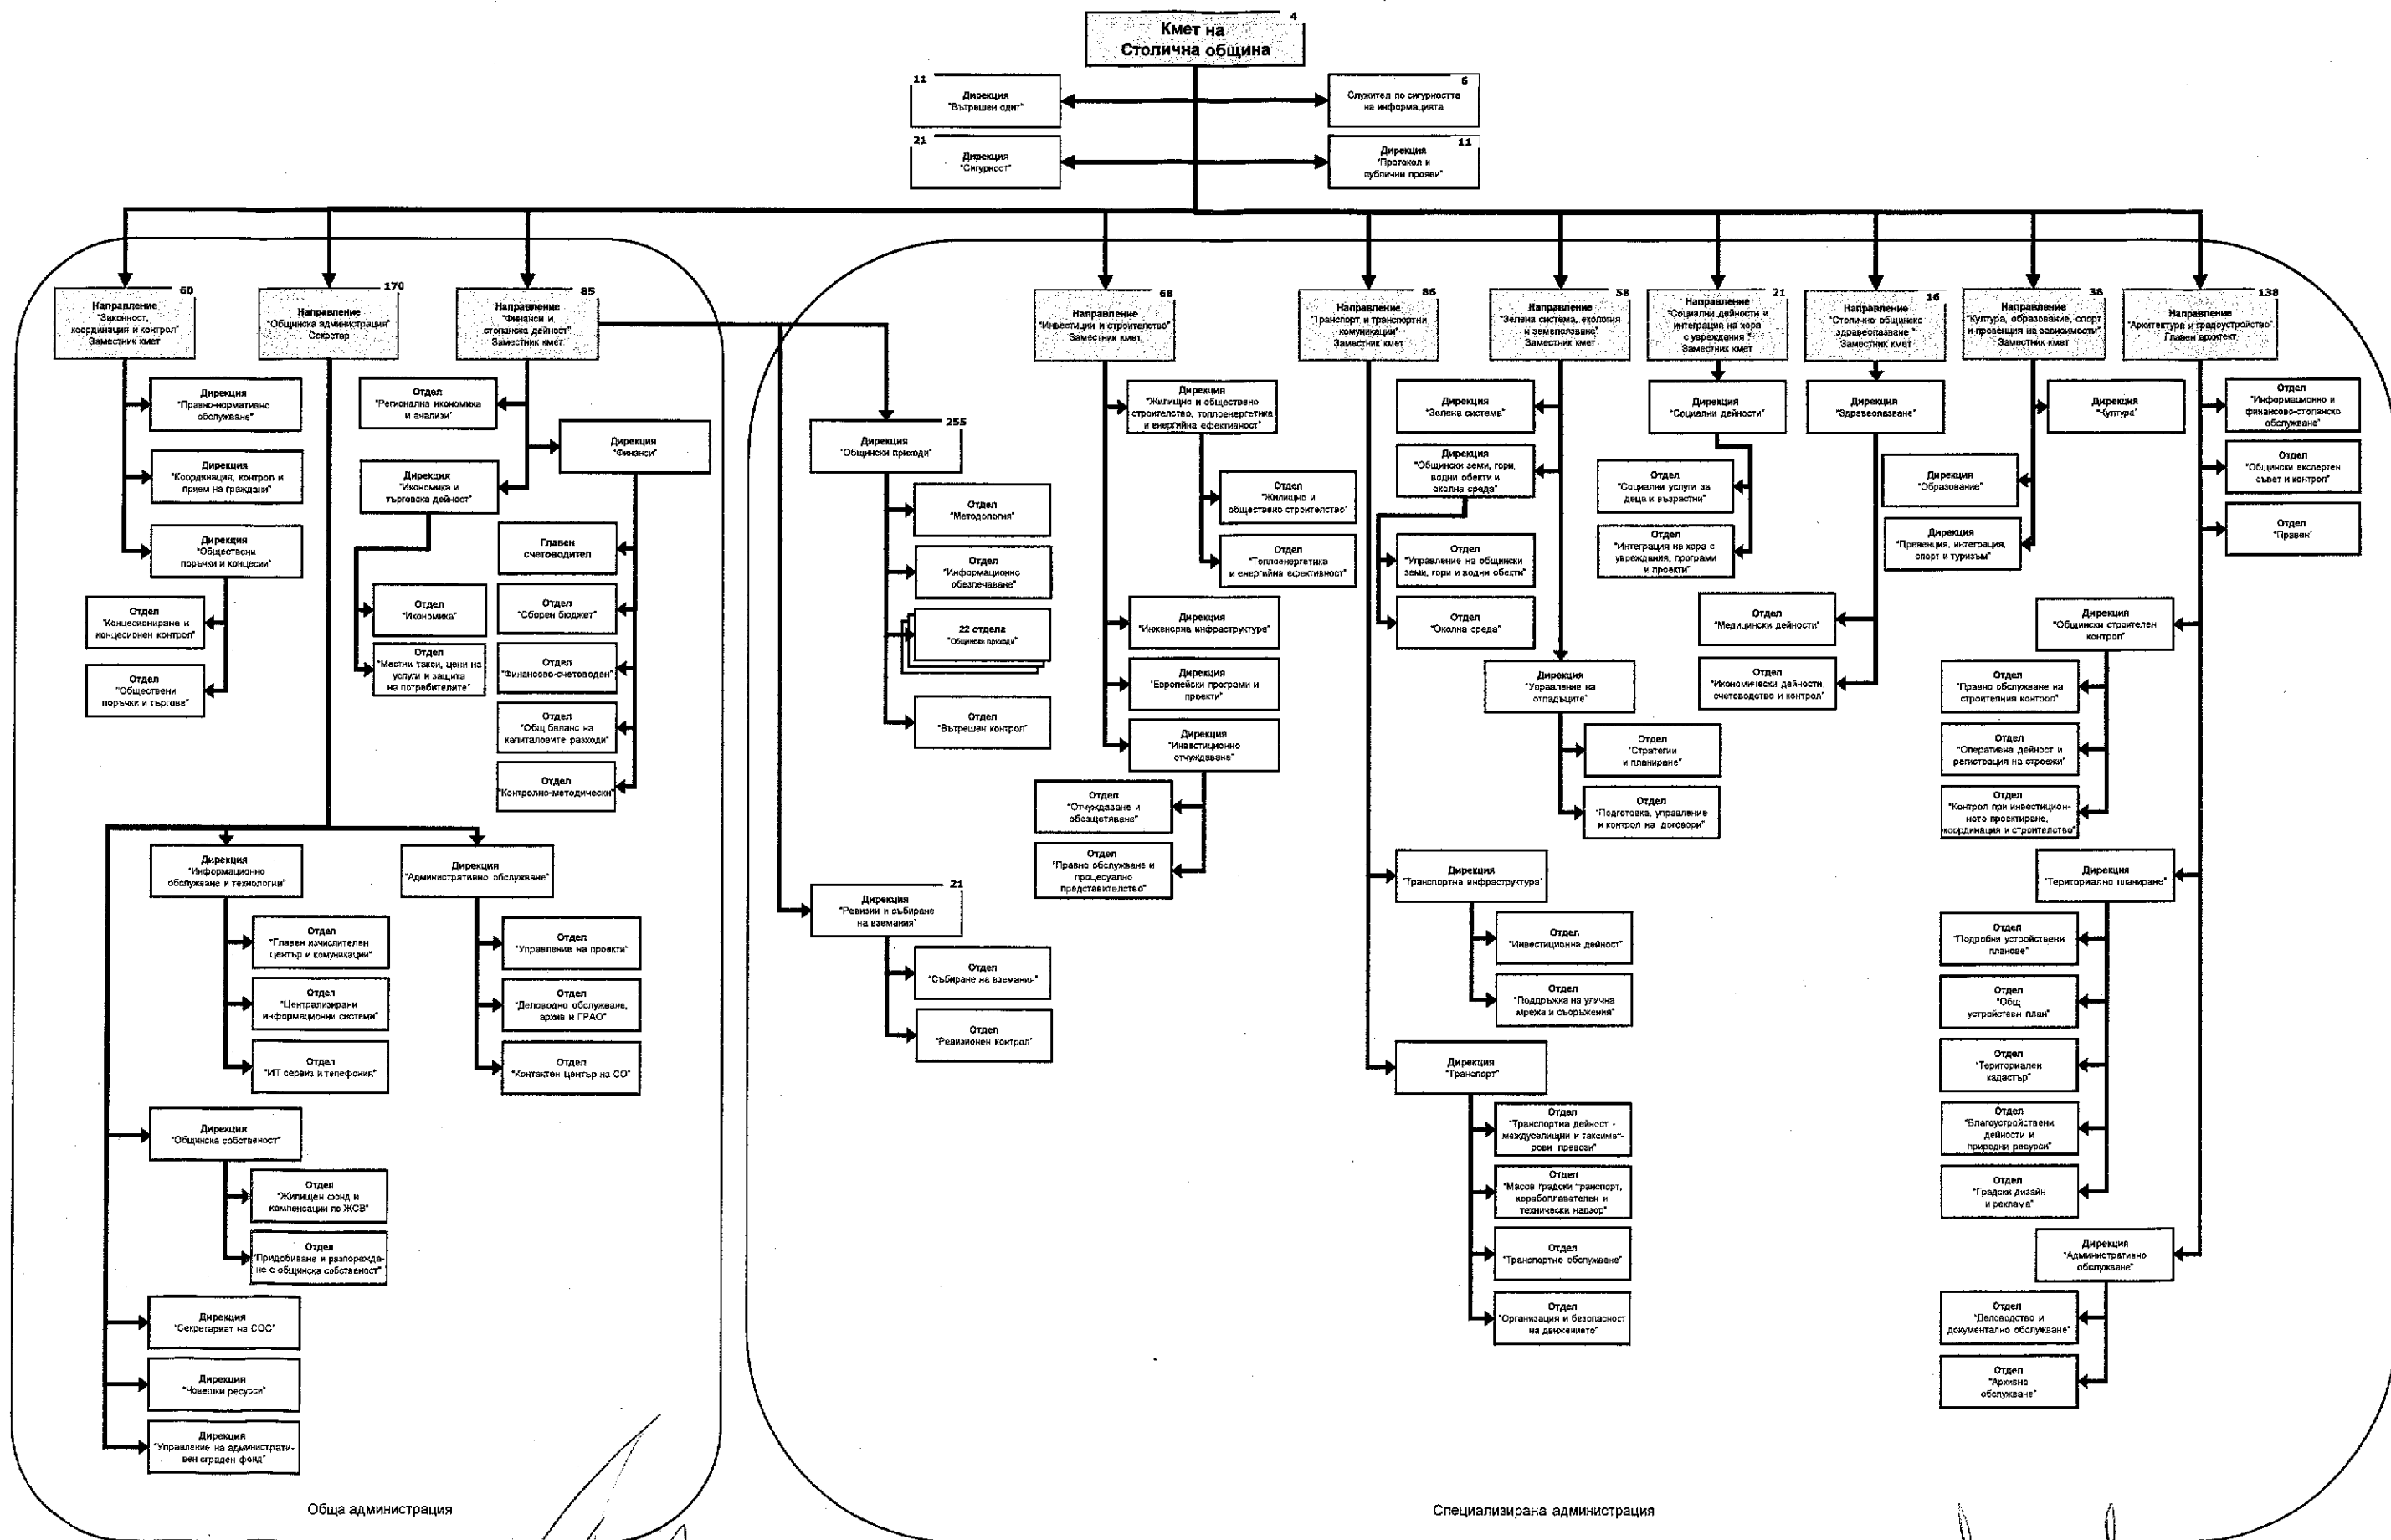 4
Кмет на
Столична община
11
Дирекция
"Вътрешен одит"
6
Служител по сигурността
на информацията
21
Дирекция
"Сигурност"
11
Дирекция
"Протокол и
публични прояви"
60
Направление
"Законност,
координация и контрол"
Заместник кмет
170
Направление
"Общинска администрация"
Секретар
85
Направление
"Финанси и
стопанска дейност"
Заместник кмет
68
Направление
"Инвестиции и строителство"
Заместник кмет
86
Направление
"Транспорт и транспортни
комуникации"
Заместник кмет
58
Направление
"Зелена система, екология
и земеползване"
Заместник кмет
21
Направление
"Социални дейности и
интеграция на хора
с увреждания"
Заместник кмет
16
Направление
"Столично общинско
здравеопазване"
Заместник кмет
38
Направление
"Култура, образование, спорт
и превенция на зависимости"
Заместник кмет
138
Направление
"Архитектура и градоустройство"
Главен архитект
Дирекция
"Правно-нормативно
обслужване"
Дирекция
"Координация, контрол и
прием на граждани"
Дирекция
"Обществени
поръчки и концесии"
Отдел
"Концесиониране и
концесионен контрол"
Отдел
"Обществени
поръчки и търгове"
Отдел
"Регионална икономика
и анализи"
Дирекция
"Финанси"
Дирекция
"Икономика и
търговска дейност"
Отдел
"Икономика"
Отдел
"Местни такси, цени на
услуги и защита
на потребителите"
Главен
счетоводител
Отдел
"Сборен бюджет"
Отдел
"Финансово-счетоводен"
Отдел
"Общ баланс на
капиталовите разходи"
Отдел
"Контролно-методически"
Дирекция
"Информационно
обслужване и технологии"
Дирекция
"Административно обслужване"
Отдел
"Главен изчислителен
център и комуникации"
Отдел
"Централизирани
информационни системи"
Отдел
"ИТ сервиз и телефония"
Отдел
"Управление на проекти"
Отдел
"Деловодно обслужване,
архив и ГРАО"
Отдел
"Контактен център на СО"
Дирекция
"Общинска собственост"
Отдел
"Жилищен фонд и
компенсации по ЖСВ"
Отдел
"Придобиване и разпорежда-
не с общинска собственост"
Дирекция
"Секретариат на СОС"
Дирекция
"Човешки ресурси"
Дирекция
"Управление на администрати-
вен сграден фонд"
Обща администрация
255
Дирекция
"Общински приходи"
Отдел
"Методология"
Отдел
"Информационно
обезпечаване"
22 отдела
"Общински приходи"
Отдел
"Вътрешен контрол"
21
Дирекция
"Ревизии и събиране
на вземания"
Отдел
"Събиране на вземания"
Отдел
"Ревизионен контрол"
Дирекция
"Жилищно и обществено
строителство, топлоенергетика
и енергийна ефективност"
Отдел
"Жилищно и
обществено строителство"
Отдел
"Топлоенергетика
и енергийна ефективност"
Дирекция
"Инженерна инфраструктура"
Дирекция
"Европейски програми и
проекти"
Дирекция
"Инвестиционно
отчуждаване"
Отдел
"Отчуждаване и
обезщетяване"
Отдел
"Правно обслужване и
процесуално
представителство"
Дирекция
"Транспортна инфраструктура"
Отдел
"Инвестиционна дейност"
Отдел
"Поддръжка на улична
мрежа и съоръжения"
Дирекция
"Транспорт"
Отдел
"Транспортна дейност -
междуселищни и таксимет-
рови превози"
Отдел
"Масов градски транспорт,
корабоплавателен и
технически надзор"
Отдел
"Транспортно обслужване"
Отдел
"Организация и безопасност
на движението"
Дирекция
"Зелена система"
Дирекция
"Общински земи, гори,
водни обекти и
околна среда"
Отдел
"Управление на общински
земи, гори и водни обекти"
Отдел
"Околна среда"
Дирекция
"Управление на
отпадъците"
Отдел
"Стратегии
и планиране"
Отдел
"Подготовка, управление
и контрол на договори"
Дирекция
"Социални дейности"
Отдел
"Социални услуги за
деца и възрастни"
Отдел
"Интеграция на хора с
увреждания, програми
и проекти"
Дирекция
"Здравеопазване"
Отдел
"Медицински дейности"
Отдел
"Икономически дейности,
счетоводство и контрол"
Дирекция
"Култура"
Дирекция
"Образование"
Дирекция
"Превенция, интеграция,
спорт и туризъм"
Отдел
"Информационно и
финансово-стопанско
обслужване"
Отдел
"Общински експертен
съвет и контрол"
Отдел
"Правен"
Дирекция
"Общински строителен
контрол"
Отдел
"Правно обслужване на
строителния контрол"
Отдел
"Оперативна дейност и
регистрация на строежи"
Отдел
"Контрол при инвестицион-
ното проектиране,
координация и строителство"
Дирекция
"Териториално планиране"
Отдел
"Подробни устройствени
планове"
Отдел
"Общ
устройствен план"
Отдел
"Териториален
кадастър"
Отдел
"Благоустройствени
дейности и
природни ресурси"
Отдел
"Градски дизайн
и реклама"
Дирекция
"Административно
обслужване"
Отдел
"Деловодство и
документално обслужване"
Отдел
"Архивно
обслужване"
Специализирана администрация